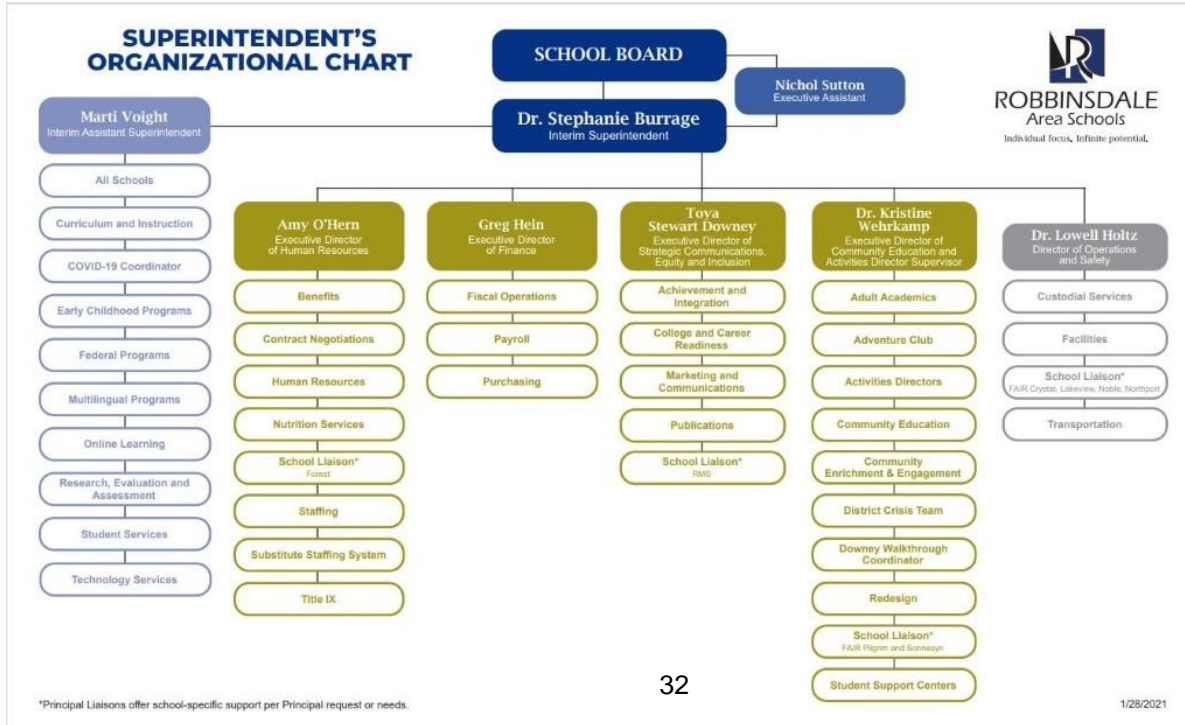 SUPERINTENDENT'S
ORGANIZATIONAL CHART
SCHOOL BOARD
Nichol Sutton
Executive Assistant
Dr. Stephanie Burrage
Interim Superintendent
ROBBINSDALE
Area Schools
Individual focus. Infinite potential.
Marti Voight
Interim Assistant Superintendent
All Schools
Curriculum and Instruction
COVID-19 Coordinator
Early Childhood Programs
Federal Programs
Multilingual Programs
Online Learning
Research, Evaluation and
Assessment
Student Services
Technology Services
Amy O'Hern
Executive Director
of Human Resources
Benefits
Contract Negotiations
Human Resources
Nutrition Services
School Liaison*
Forest
Staffing
Substitute Staffing System
Title IX
Greg Hein
Executive Director
of Finance
Fiscal Operations
Payroll
Purchasing
Toya
Stewart Downey
Executive Director of
Strategic Communications,
Equity and Inclusion
Achievement and
Integration
College and Career
Readiness
Marketing and
Communications
Publications
School Liaison*
RMS
Dr. Kristine
Wehrkamp
Executive Director of
Community Education and
Activities Director Supervisor
Adult Academics
Adventure Club
Activities Directors
Community Education
Community
Enrichment & Engagement
District Crisis Team
Downey Walkthrough
Coordinator
Redesign
School Liaison*
FAIR Pilgrim and Sonnesyn
Student Support Centers
Dr. Lowell Holtz
Director of Operations
and Safety
Custodial Services
Facilities
School Liaison*
FAIR Crystal, Lakeview, Noble, Northport
Transportation
32
*Principal Liaisons offer school-specific support per Principal request or needs.
1/28/2021